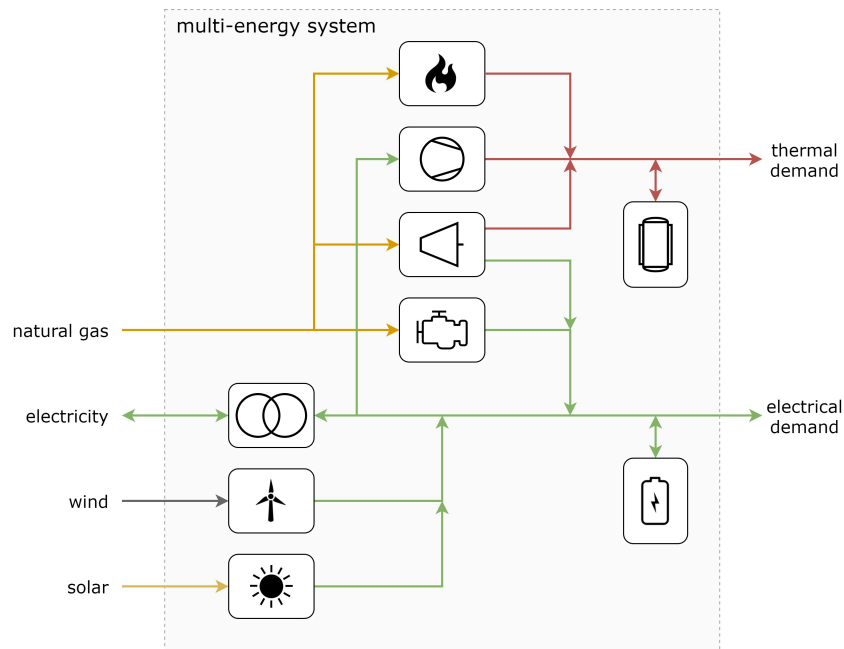 multi-energy system
thermal
demand
natural gas
electricity
electrical
demand
wind
solar